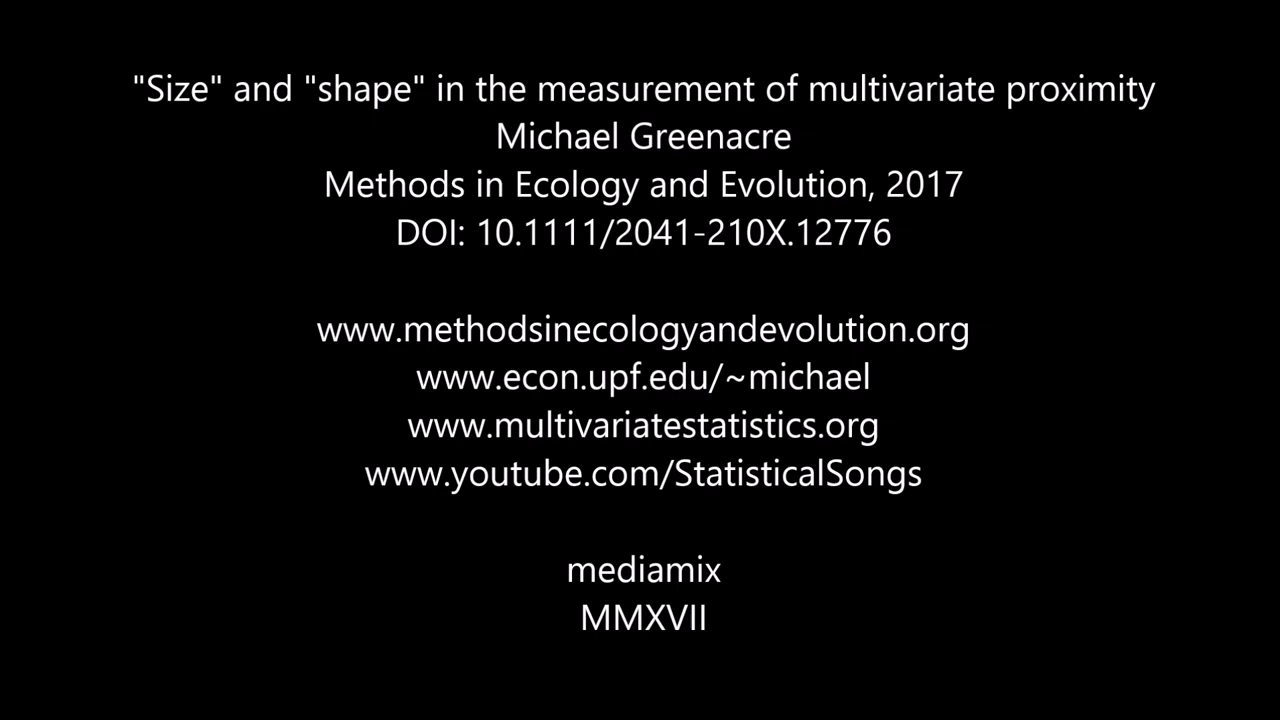 "Size" and "shape" in the measurement of multivariate proximity
Michael Greenacre
Methods in Ecology and Evolution, 2017
DOI: 10.1111/2041-210X.12776
www.methodsinecologyandevolution.org
www.econ.upf.edu/~michael
www.multivariatestatistics.org
www.youtube.com/StatisticalSongs
mediamix
MMXVII